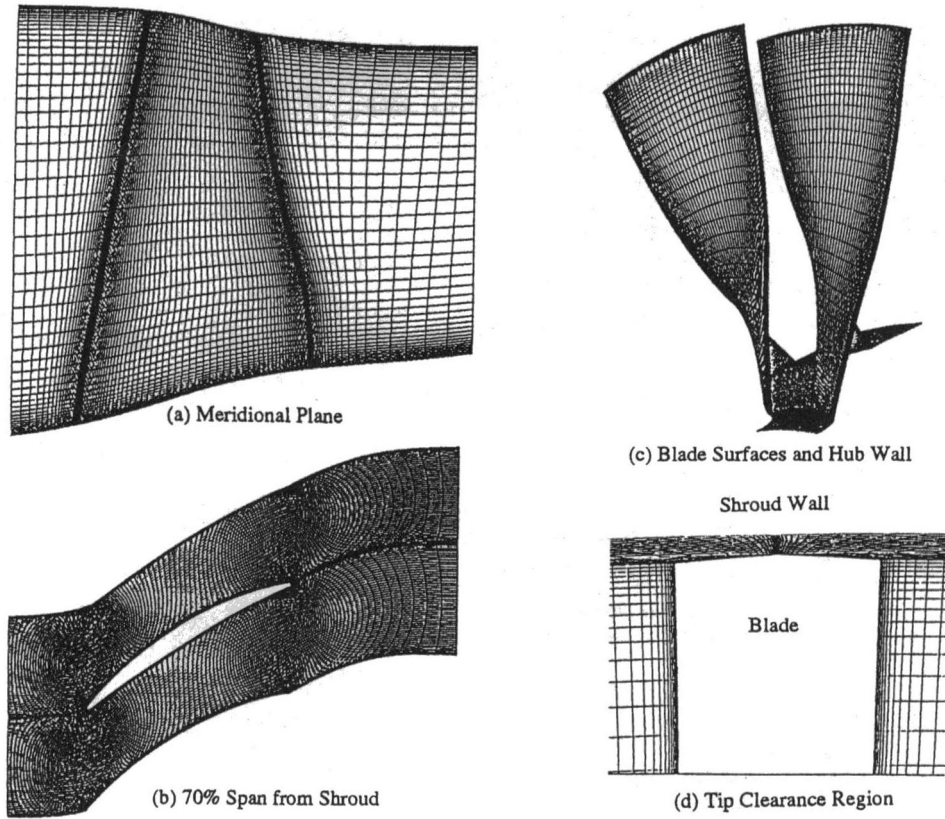 (a) Meridional Plane
(b) 70% Span from Shroud
(c) Blade Surfaces and Hub Wall
Shroud Wall
Blade
(d) Tip Clearance Region